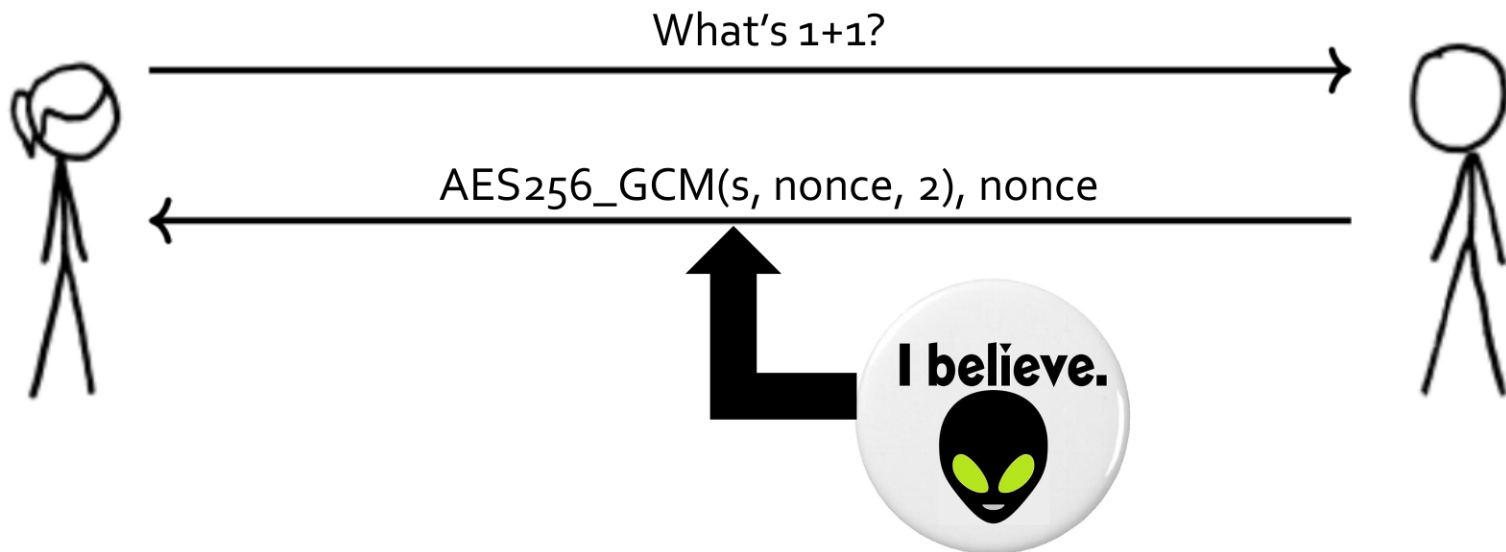 What's 1+1?
AES256_GCM(s, nonce, 2), nonce
I believe.